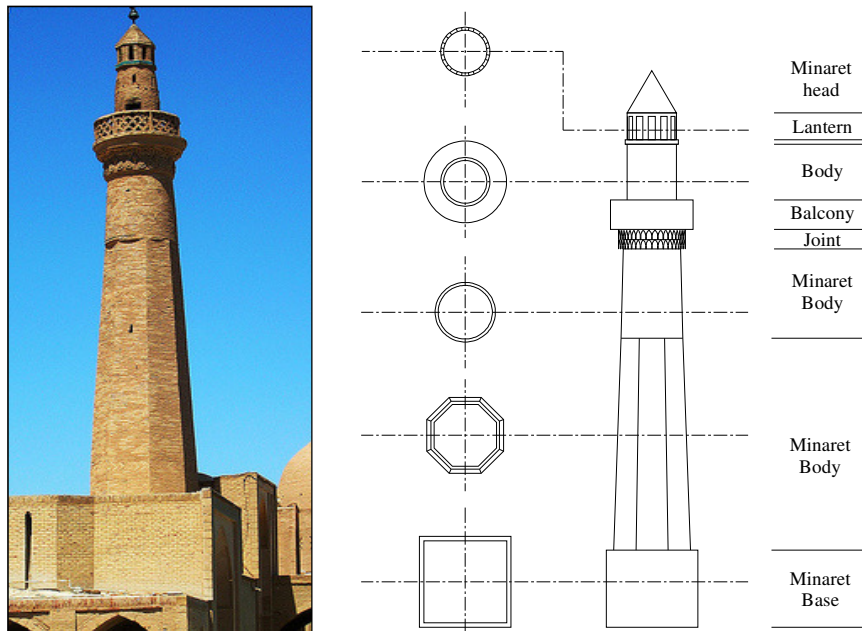 Minaret
head
Lantern
Body
Balcony
Joint
Minaret
Body
Minaret
Body
Minaret
Base